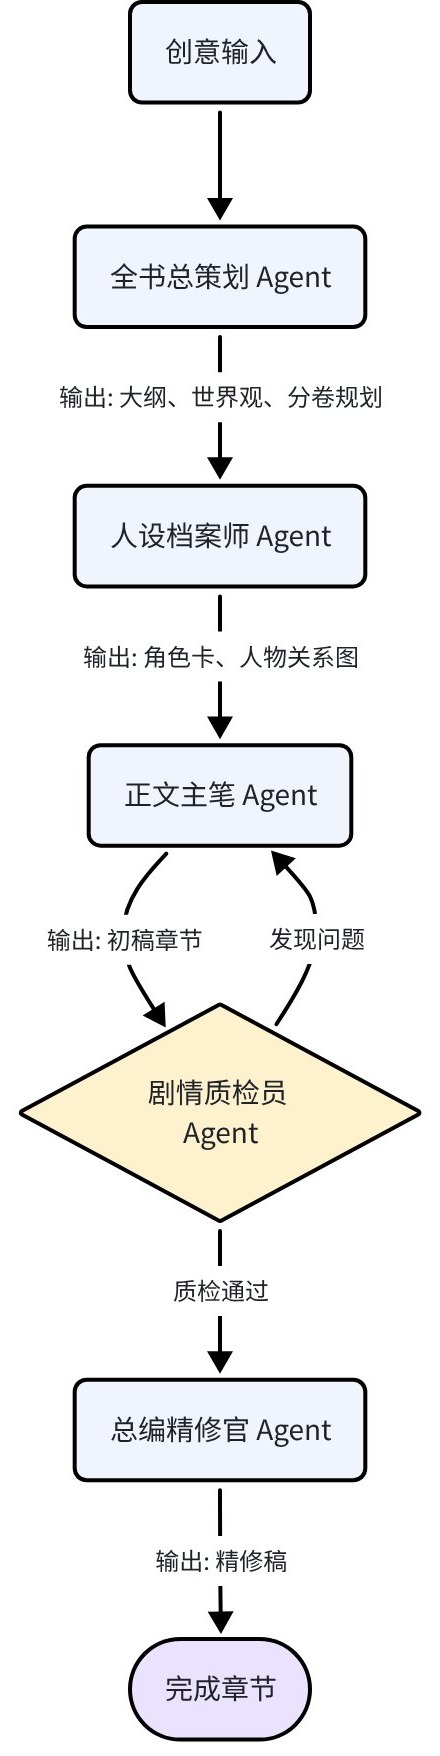 创意输入
全书总策划 Agent
输出: 大纲、世界观、分卷规划
人设档案师 Agent
输出: 角色卡、人物关系图
正文主笔 Agent
输出: 初稿章节
发现问题
剧情质检员
Agent
质检通过
总编精修官 Agent
输出: 精修稿
完成章节